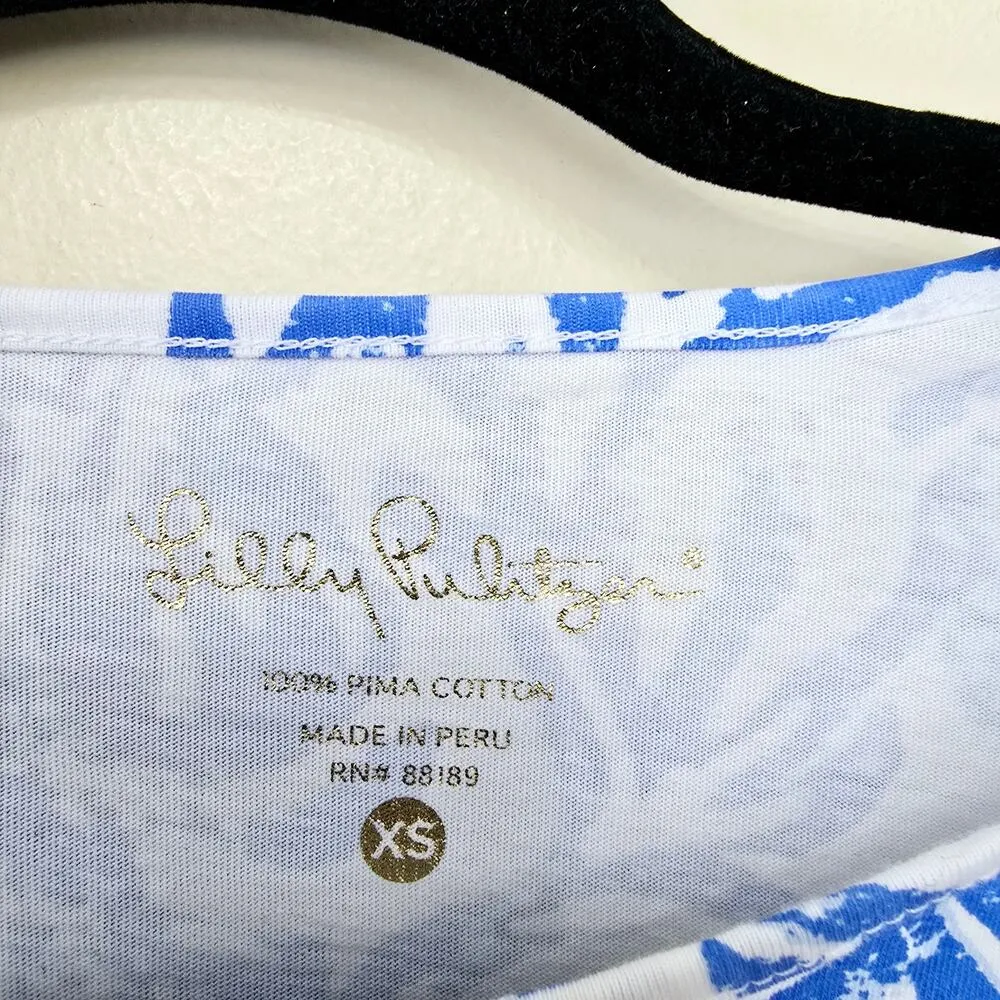 Lilly Pulitzer®
100% PIMA COTTON
MADE IN PERU
RN# 88189
XS